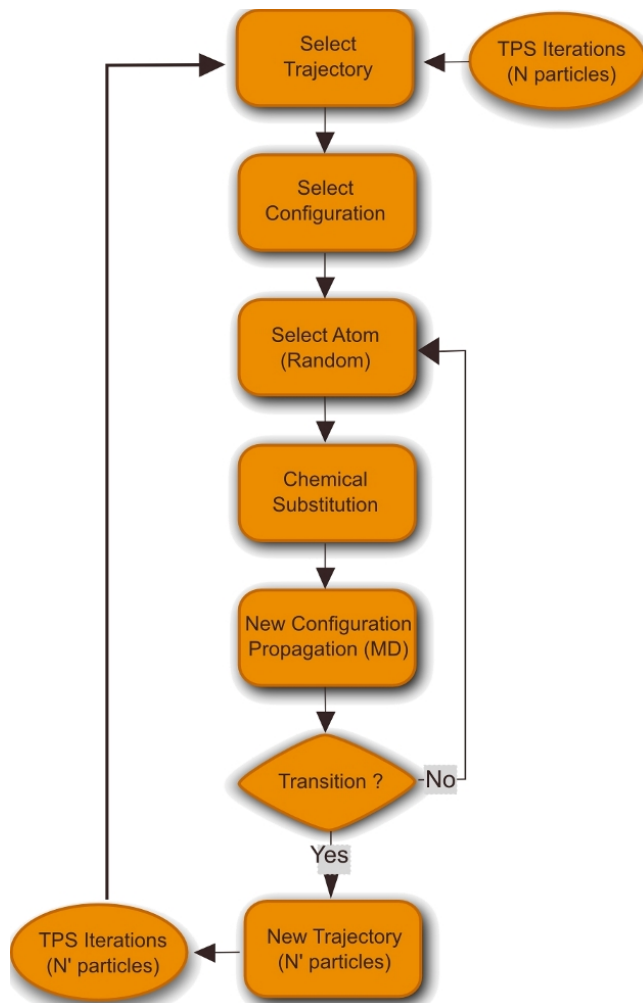 Select
Trajectory
TPS Iterations
(N particles)
Select
Configuration
Select Atom
(Random)
Chemical
Substitution
New Configuration
Propagation (MD)
Transition ?
No
Yes
New Trajectory
(N' particles)
TPS Iterations
(N' particles)